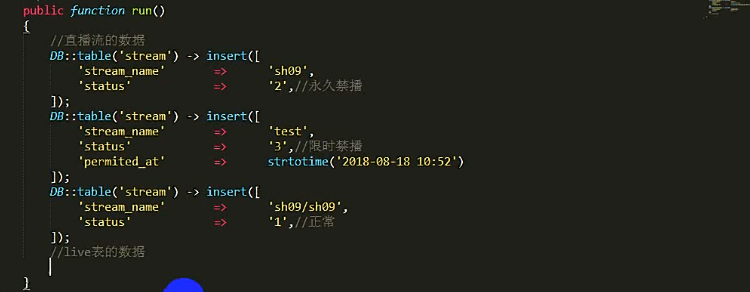 public function run()
{
    //直播流的数据
    DB::table('stream') -> insert([
        'stream_name'       =>      'sh09',
        'status'            =>      '2',//永久禁播
    ]);
    DB::table('stream') -> insert([
        'stream_name'       =>      'test',
        'status'            =>      '3',//限时禁播
        'permited_at'       =>      strtotime('2018-08-18 10:52')
    ]);
    DB::table('stream') -> insert([
        'stream_name'       =>      'sh09/sh09',
        'status'            =>      '1',//正常
    ]);
    //live表的数据
}